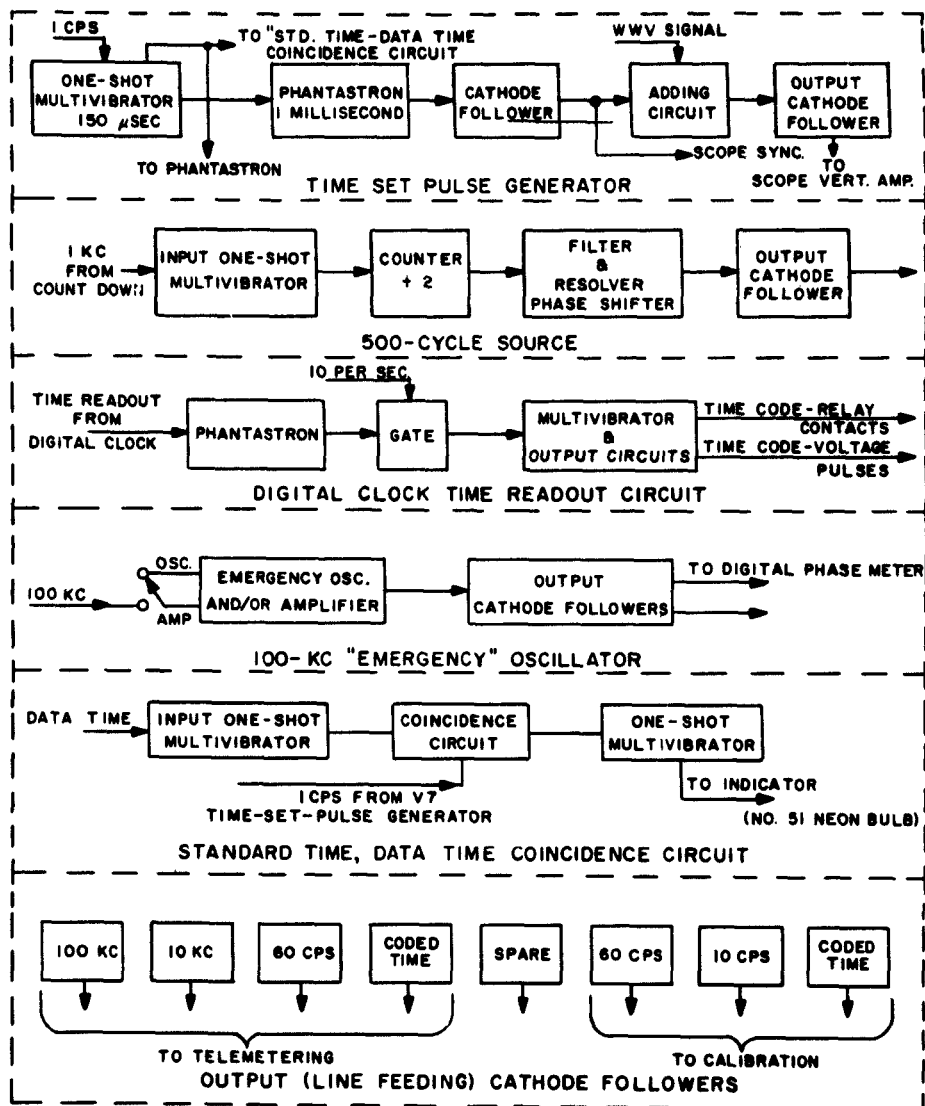 1 CPS
TO "STD. TIME-DATA TIME
COINCIDENCE CIRCUIT
WWV SIGNAL
ONE-SHOT
MULTIVIBRATOR
150 μSEC
PHANTASTRON
1 MILLISECOND
CATHODE
FOLLOWER
ADDING
CIRCUIT
OUTPUT
CATHODE
FOLLOWER
TO PHANTASTRON
SCOPE SYNC.
TO
SCOPE VERT. AMP.
TIME SET PULSE GENERATOR
1 KC
FROM
COUNT DOWN
INPUT ONE-SHOT
MULTIVIBRATOR
COUNTER
÷ 2
FILTER
&
RESOLVER
PHASE SHIFTER
OUTPUT
CATHODE
FOLLOWER
500-CYCLE SOURCE
10 PER SEC.
TIME READOUT
FROM
DIGITAL CLOCK
PHANTASTRON
GATE
MULTIVIBRATOR
&
OUTPUT CIRCUITS
TIME CODE-RELAY
CONTACTS
TIME CODE-VOLTAGE
PULSES
DIGITAL CLOCK TIME READOUT CIRCUIT
100 KC
OSC.
AMP
EMERGENCY OSC.
AND/OR AMPLIFIER
OUTPUT
CATHODE FOLLOWERS
TO DIGITAL PHASE METER
100-KC "EMERGENCY" OSCILLATOR
DATA TIME
INPUT ONE-SHOT
MULTIVIBRATOR
COINCIDENCE
CIRCUIT
ONE-SHOT
MULTIVIBRATOR
1 CPS FROM V7
TIME-SET-PULSE GENERATOR
TO INDICATOR
(NO. 51 NEON BULB)
STANDARD TIME, DATA TIME COINCIDENCE CIRCUIT
100 KC
10 KC
60 CPS
CODED
TIME
SPARE
60 CPS
10 CPS
CODED
TIME
TO TELEMETERING
TO CALIBRATION
OUTPUT (LINE FEEDING) CATHODE FOLLOWERS